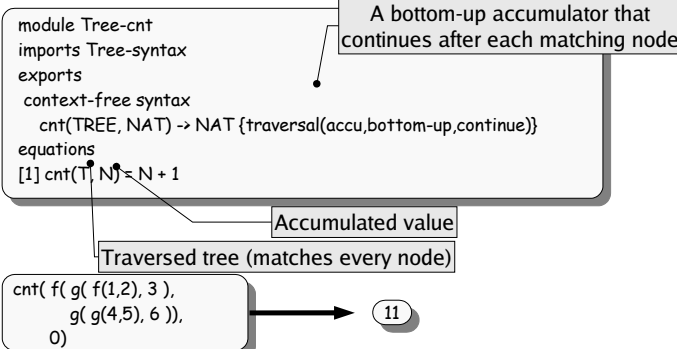 A bottom-up accumulator that
continues after each matching node
module Tree-cnt
imports Tree-syntax
exports
context-free syntax
cnt(TREE, NAT) -> NAT {traversal(accu,bottom-up,continue)}
equations
[1] cnt(T, N) = N + 1
Accumulated value
Traversed tree (matches every node)
cnt( f( g( f(1,2), 3 ),
g( g(4,5), 6 )),
0)
11